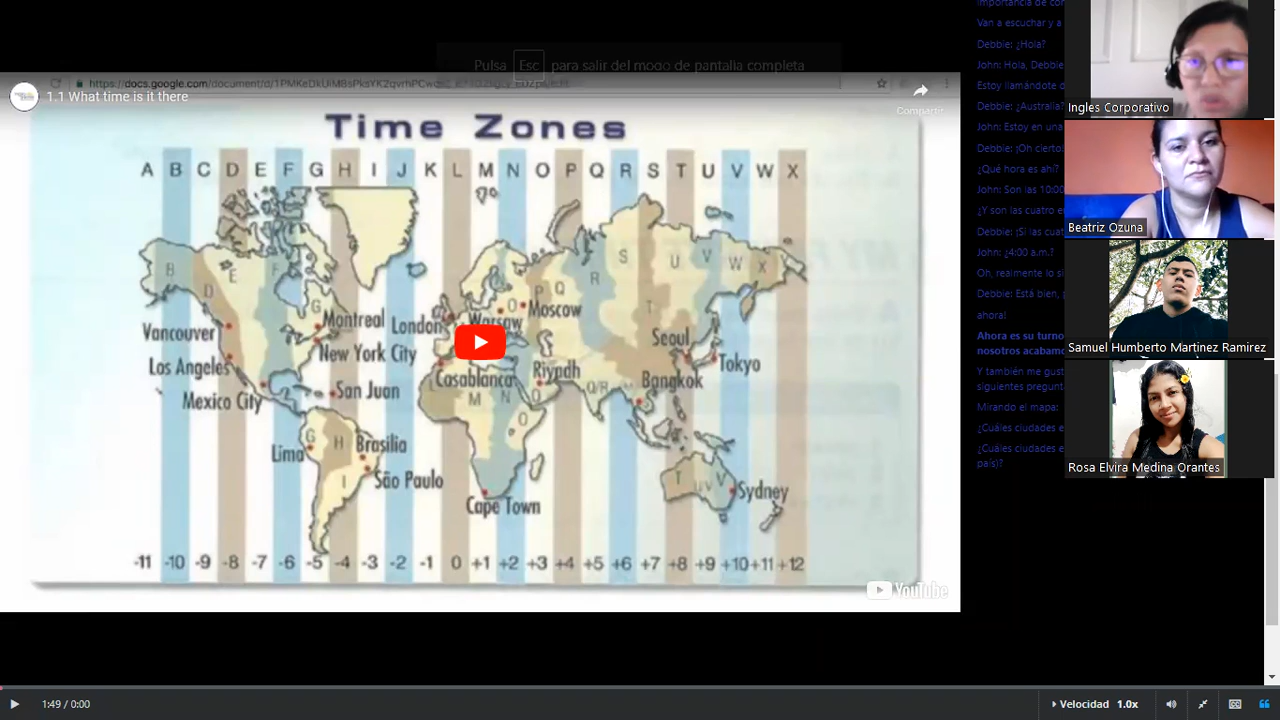 Pulsa Esc para salir del modo de pantalla completa
1.1 What time is it there
Compartir
Time Zones
A B C D E F G H I J K L M N O P Q R S T U V W X
B D E F G
O P Q R S T U V W X
Vancouver
Montreal
London
Warsaw
Moscow
Los Angeles
New York City
Seoul
Tokyo
Mexico City
San Juan
Casablanca
Riyadh
Bangkok
M N O Q/R
Lima
G H I
Brasilia
São Paulo
Cape Town
T U V
Sydney
-11 -10 -9 -8 -7 -6 -5 -4 -3 -2 -1 0 +1 +2 +3 +4 +5 +6 +7 +8 +9 +10 +11 +12
YouTube
1:49 / 0:00
Velocidad 1.0x
Van a escuchar y a
Debbie: ¿Hola?
John: Hola, Debbie
Estoy llamándote d
Debbie: ¿Australia?
John: Estoy en una
Debbie: ¡Oh cierto!
¿Qué hora es ahí?
John: Son las 10:00
¿Y son las cuatro e
Debbie: ¡Sí las cuat
John: ¿4:00 a.m.?
Oh, realmente lo si
Debbie: Está bien,
ahora!
Ahora es su turno
nosotros acabamo
Y también me gust
siguientes pregunta
Mirando el mapa:
¿Cuáles ciudades e
¿Cuáles ciudades e
país)?
Ingles Corporativo
Beatriz Ozuna
Samuel Humberto Martinez Ramirez
Rosa Elvira Medina Orantes